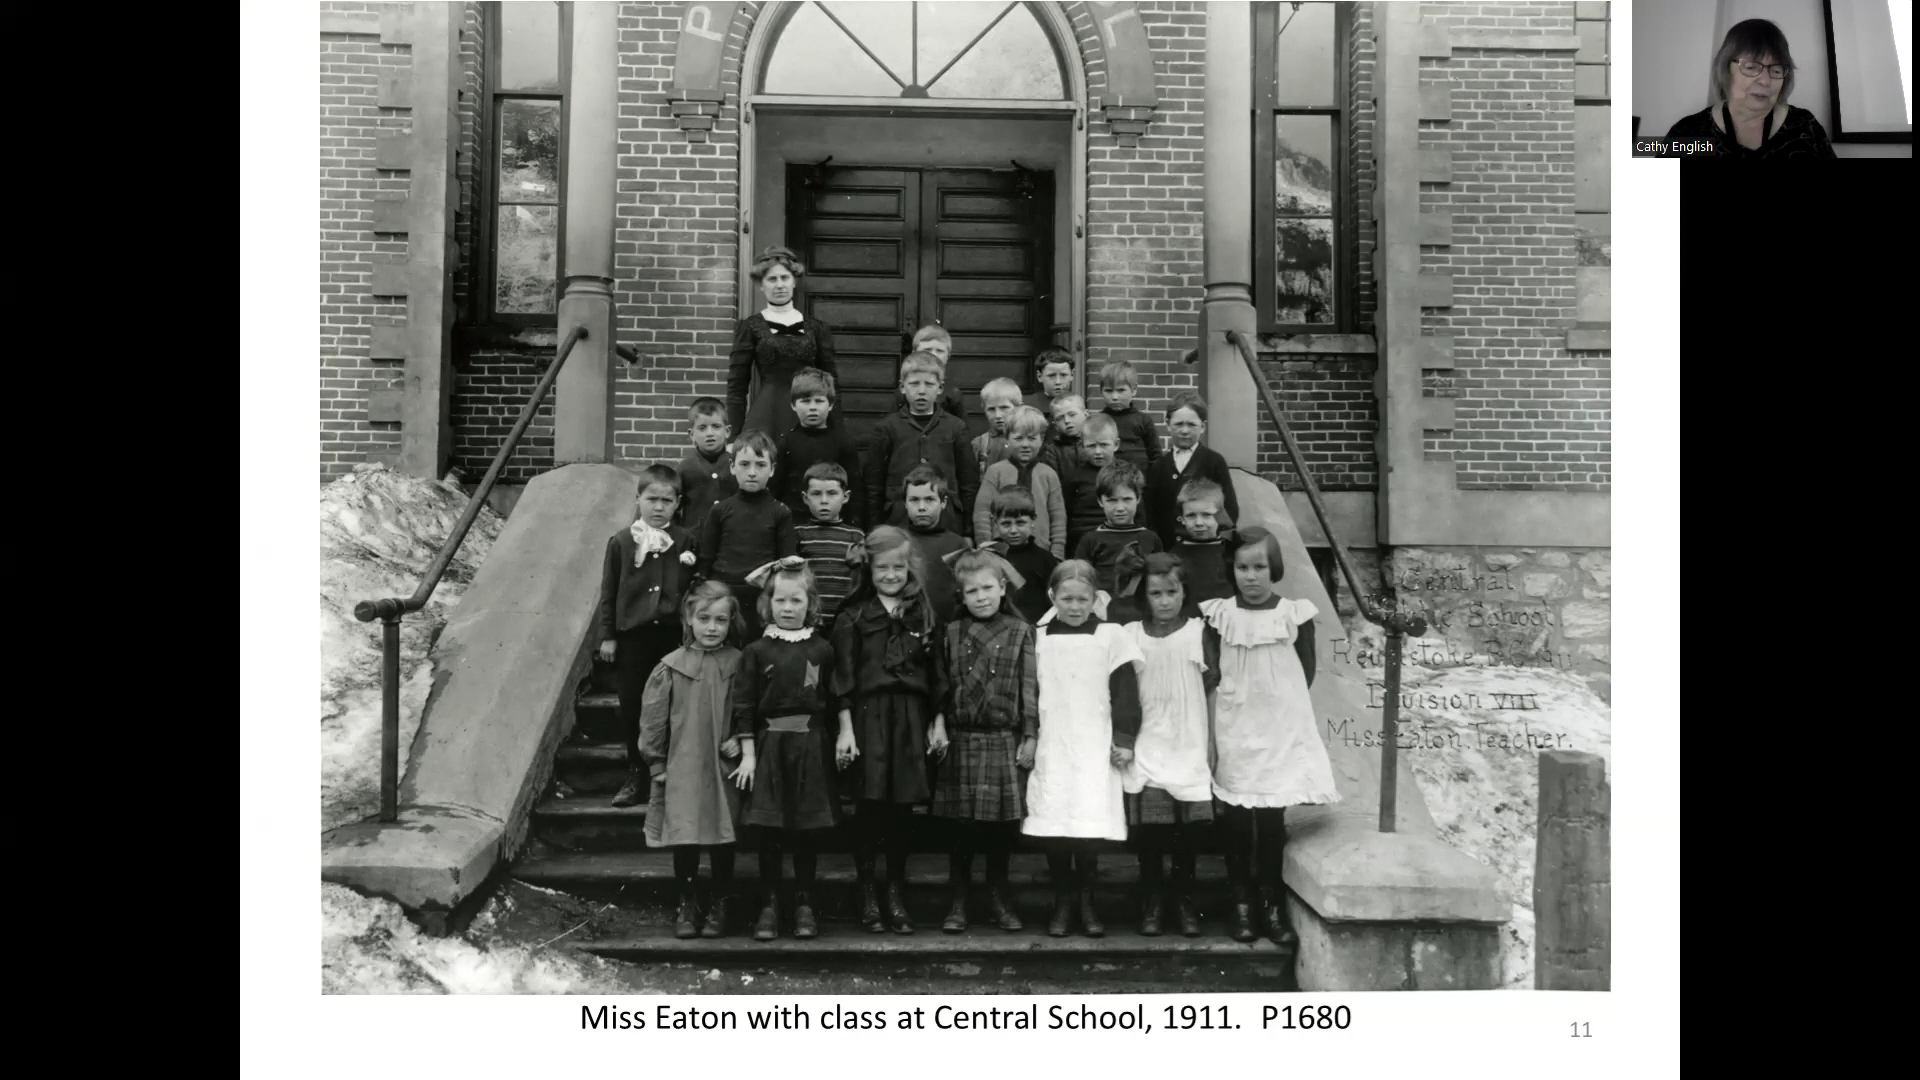 P L
Cathy English
Central
Public School
Revelstoke, B.C. 1911
Division VIII
Miss Eaton. Teacher.
Miss Eaton with class at Central School, 1911.  P1680
11